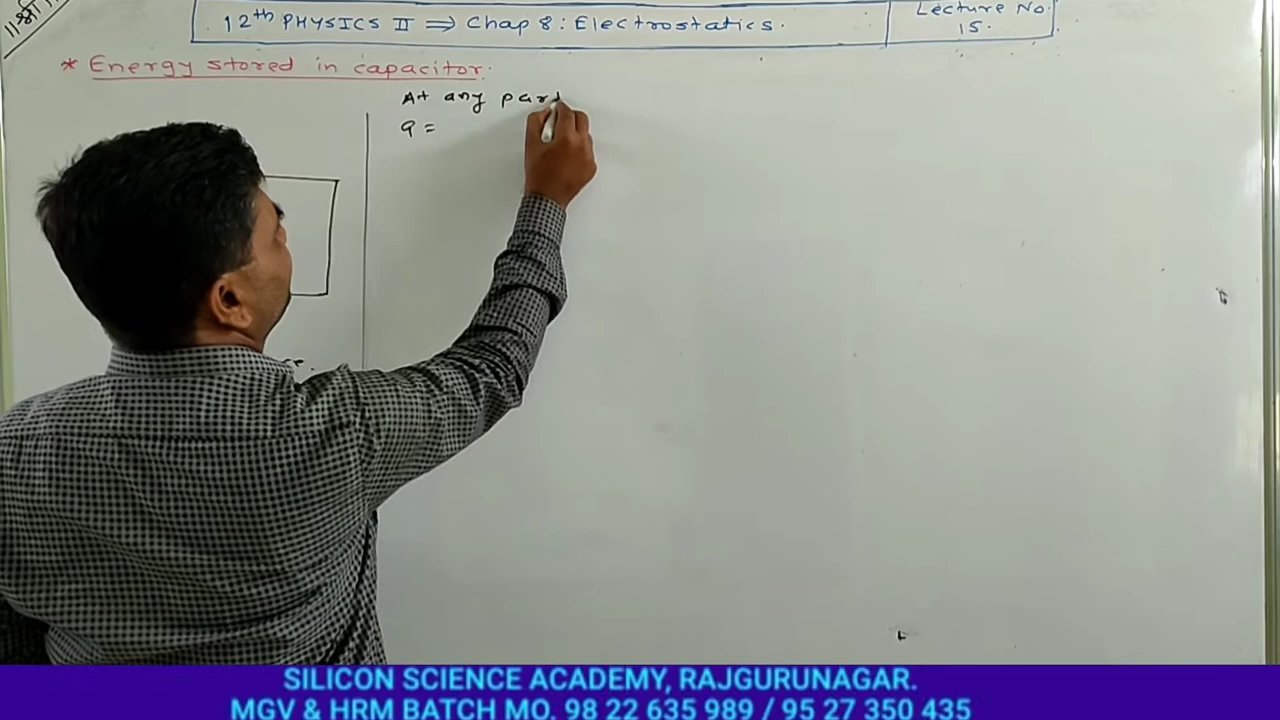 ॥ श्री
12th PHYSICS II ⇒ Chap 8: Electrostatics.
Lecture No.
15.
* Energy stored in capacitor.
At any par
q =
SILICON SCIENCE ACADEMY, RAJGURUNAGAR.
MGV & HRM BATCH MO. 98 22 635 989 / 95 27 350 435